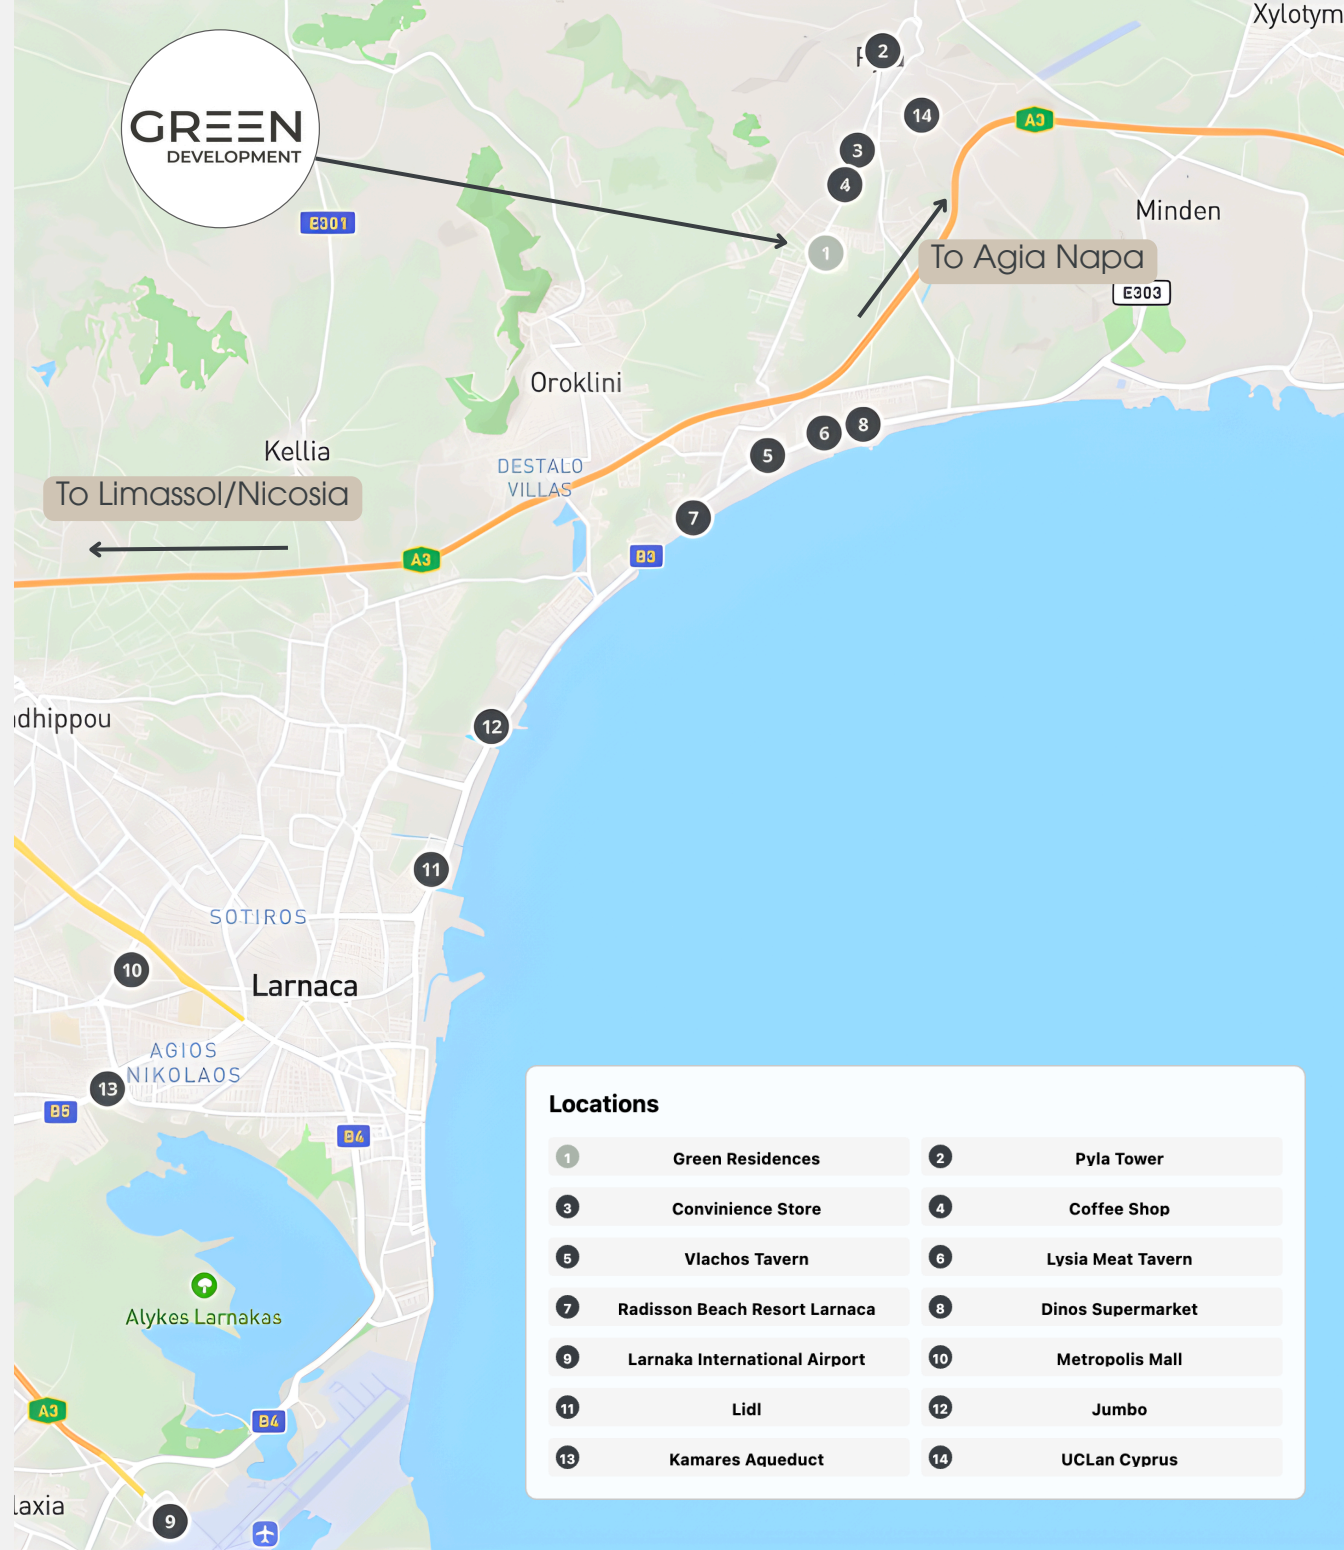 Xylotym
2
14
A3
GREEN
DEVELOPMENT
3
4
Minden
E301
1
To Agia Napa
E303
Oroklini
Kellia
6
8
5
DESTALO
VILLAS
To Limassol/Nicosia
7
A3
B3
adhippou
12
11
SOTIROS
10
Larnaca
AGIOS
NIKOLAOS
13
B5
B4
Alykes Larnakas
A3
B4
laxia
9
Locations
1 Green Residences
2 Pyla Tower
3 Convinience Store
4 Coffee Shop
5 Vlachos Tavern
6 Lysia Meat Tavern
7 Radisson Beach Resort Larnaca
8 Dinos Supermarket
9 Larnaka International Airport
10 Metropolis Mall
11 Lidl
12 Jumbo
13 Kamares Aqueduct
14 UCLan Cyprus